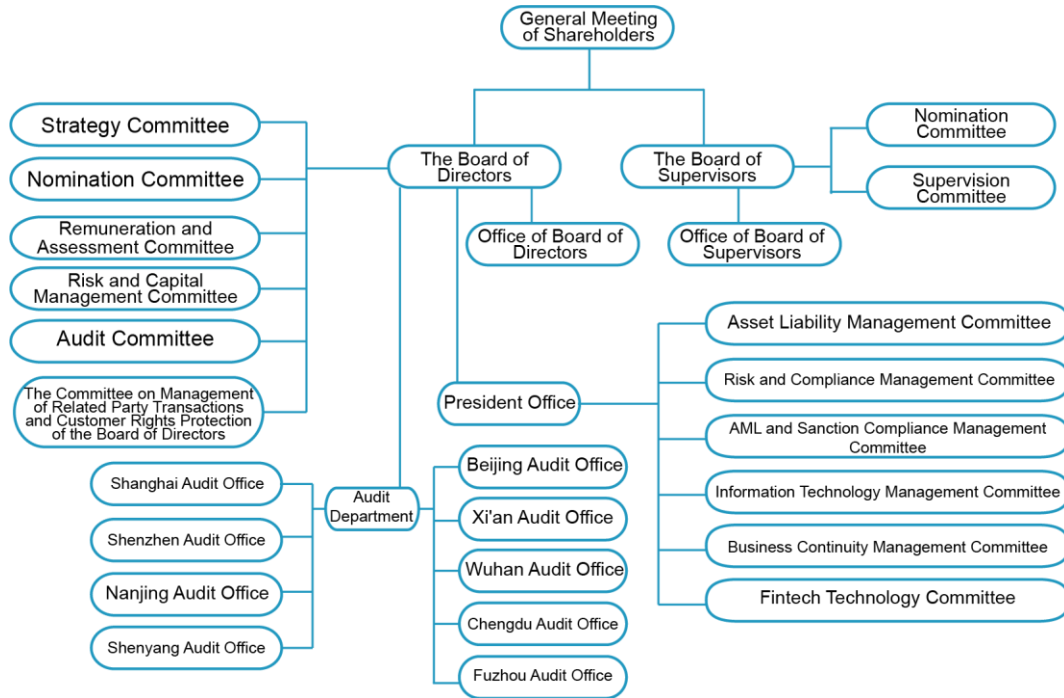 General Meeting
of Shareholders
Strategy Committee
Nomination Committee
Remuneration and
Assessment Committee
Risk and Capital
Management Committee
Audit Committee
The Committee on Management
of Related Party Transactions
and Customer Rights Protection
of the Board of Directors
The Board of
Directors
The Board of
Supervisors
Nomination
Committee
Supervision
Committee
Office of Board of
Directors
Office of Board of
Supervisors
President Office
Asset Liability Management Committee
Risk and Compliance Management Committee
AML and Sanction Compliance Management
Committee
Information Technology Management Committee
Business Continuity Management Committee
Fintech Technology Committee
Audit
Department
Shanghai Audit Office
Shenzhen Audit Office
Nanjing Audit Office
Shenyang Audit Office
Beijing Audit Office
Xi'an Audit Office
Wuhan Audit Office
Chengdu Audit Office
Fuzhou Audit Office